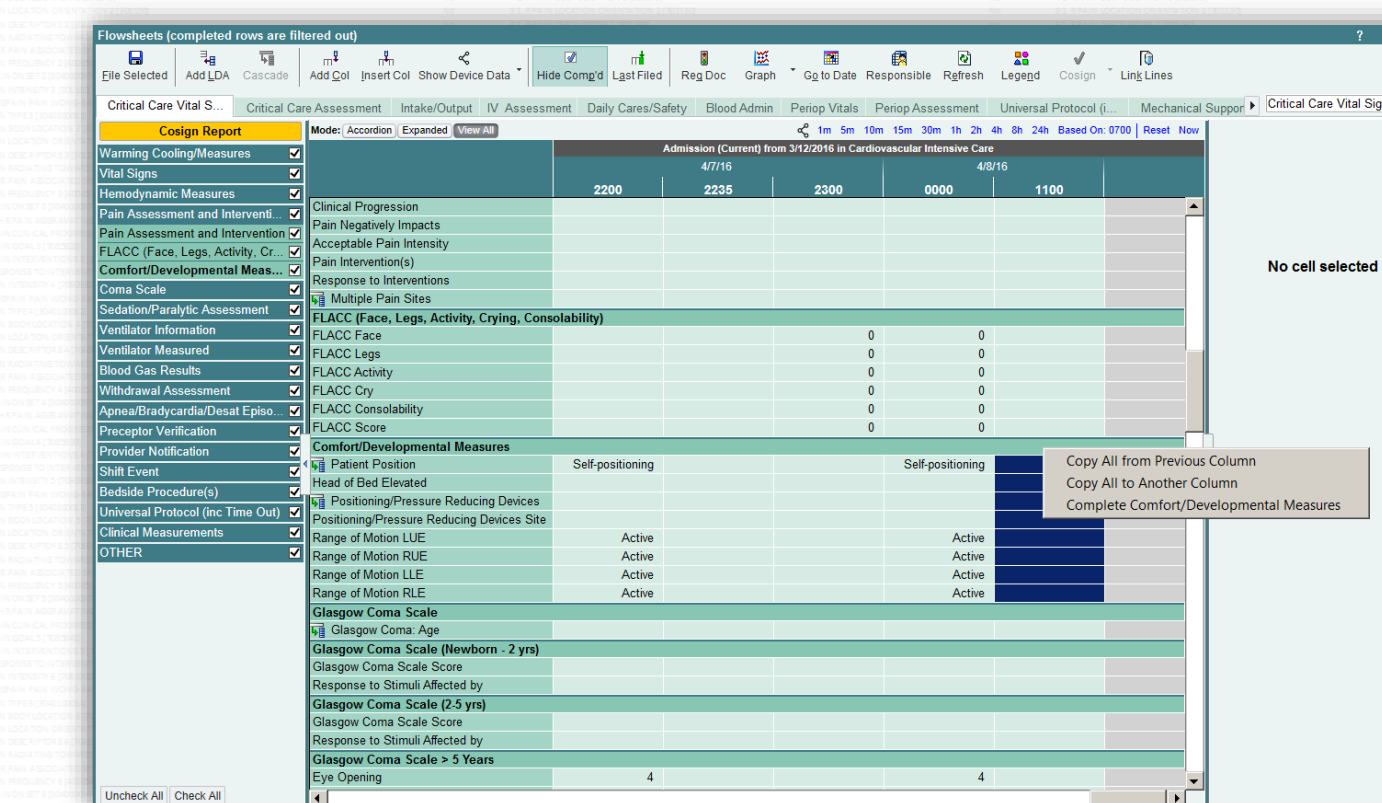 Flowsheets (completed rows are filtered out) ?
File Selected Add LDA Cascade Add Col Insert Col Show Device Data Hide Comp'd Last Filed Reg Doc Graph Go to Date Responsible Refresh Legend Cosign Link Lines
Critical Care Vital S... Critical Care Assessment Intake/Output IV Assessment Daily Cares/Safety Blood Admin Periop Vitals Periop Assessment Universal Protocol (i... Mechanical Suppor Critical Care Vital Sig
Cosign Report Mode: Accordion Expanded View All 1m 5m 10m 15m 30m 1h 2h 4h 8h 24h Based On: 0700 Reset Now
Warming Cooling/Measures
Vital Signs
Hemodynamic Measures
Pain Assessment and Interventi...
Pain Assessment and Intervention
FLACC (Face, Legs, Activity, Cr...
Comfort/Developmental Meas...
Coma Scale
Sedation/Paralytic Assessment
Ventilator Information
Ventilator Measured
Blood Gas Results
Withdrawal Assessment
Apnea/Bradycardia/Desat Episo...
Preceptor Verification
Provider Notification
Shift Event
Bedside Procedure(s)
Universal Protocol (inc Time Out)
Clinical Measurements
OTHER
Uncheck All Check All
Admission (Current) from 3/12/2016 in Cardiovascular Intensive Care
4/7/16 4/8/16
2200 2235 2300 0000 1100
Clinical Progression
Pain Negatively Impacts
Acceptable Pain Intensity
Pain Intervention(s)
Response to Interventions
Multiple Pain Sites
FLACC (Face, Legs, Activity, Crying, Consolability)
FLACC Face 0 0
FLACC Legs 0 0
FLACC Activity 0 0
FLACC Cry 0 0
FLACC Consolability 0 0
FLACC Score 0 0
Comfort/Developmental Measures
Patient Position Self-positioning Self-positioning
Head of Bed Elevated
Positioning/Pressure Reducing Devices
Positioning/Pressure Reducing Devices Site
Range of Motion LUE Active Active
Range of Motion RUE Active Active
Range of Motion LLE Active Active
Range of Motion RLE Active Active
Glasgow Coma Scale
Glasgow Coma: Age
Glasgow Coma Scale (Newborn - 2 yrs)
Glasgow Coma Scale Score
Response to Stimuli Affected by
Glasgow Coma Scale (2-5 yrs)
Glasgow Coma Scale Score
Response to Stimuli Affected by
Glasgow Coma Scale > 5 Years
Eye Opening 4 4
Copy All from Previous Column
Copy All to Another Column
Complete Comfort/Developmental Measures
No cell selected